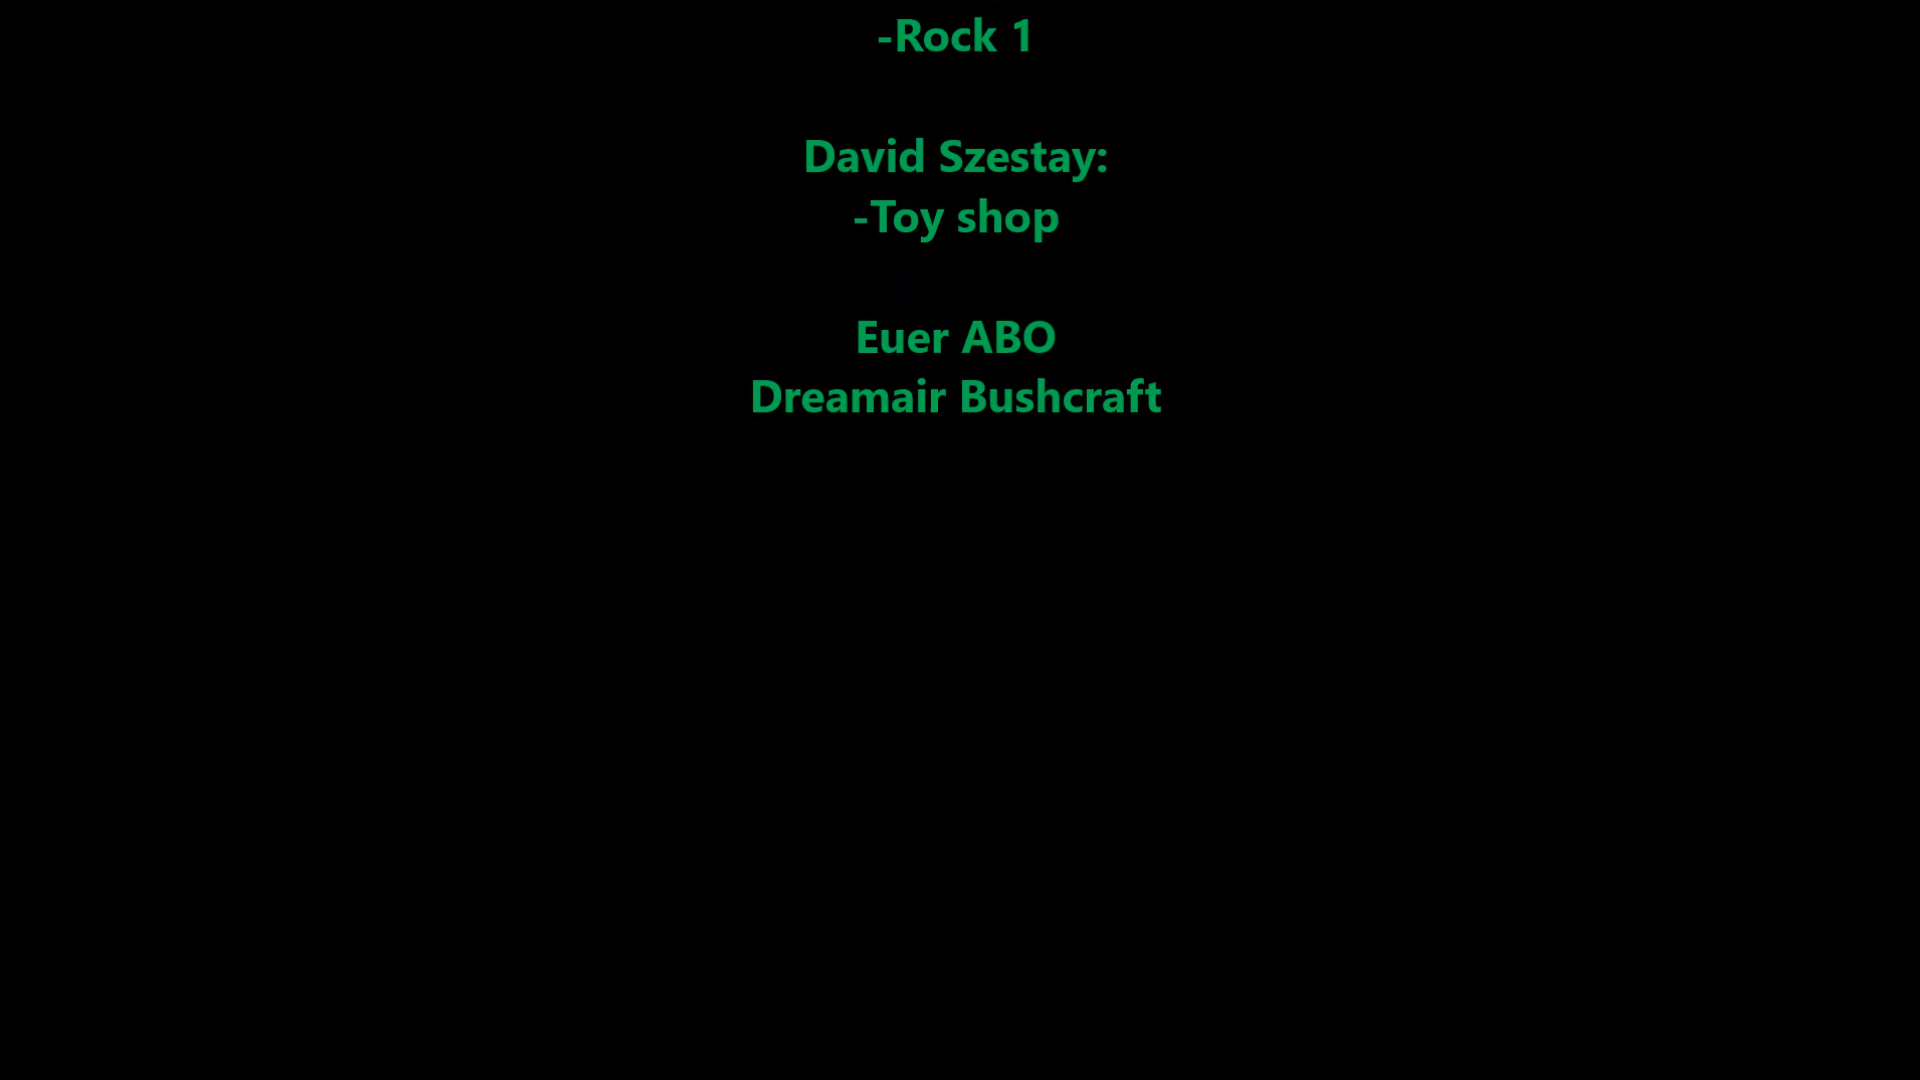 -Rock 1
David Szestay:
-Toy shop
Euer ABO
Dreamair Bushcraft